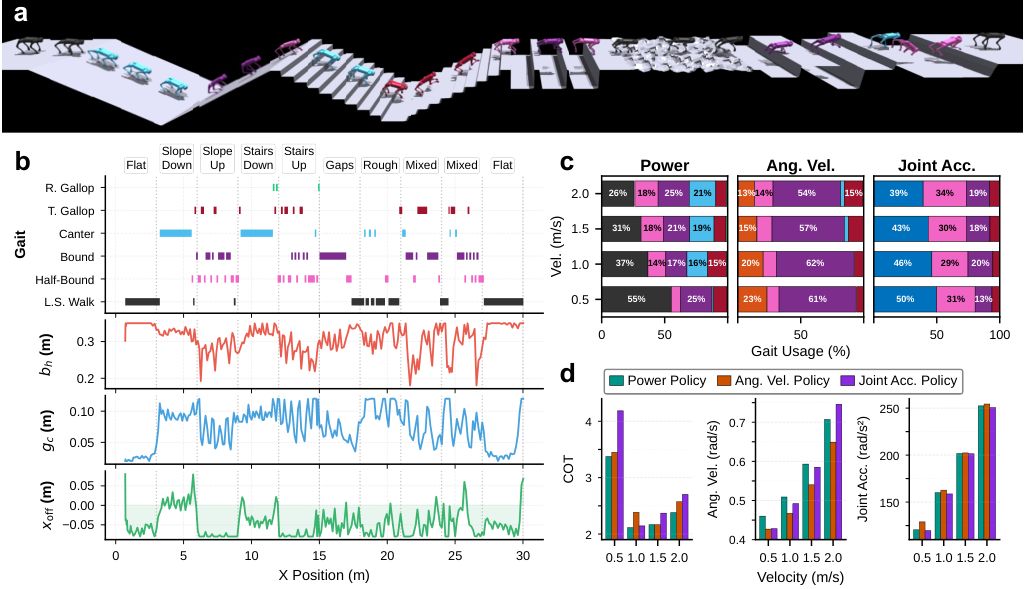 a
b
Flat
Slope Down
Slope Up
Stairs Down
Stairs Up
Gaps
Rough
Mixed
Mixed
Flat
Gait
R. Gallop
T. Gallop
Canter
Bound
Half-Bound
L.S. Walk
b_h (m)
0.3
0.2
g_c (m)
0.10
0.05
x_off (m)
0.05
0.00
−0.05
0 5 10 15 20 25 30
X Position (m)
c
Power Ang. Vel. Joint Acc.
Vel. (m/s)
2.0 26% 18% 25% 21% 13% 14% 54% 15% 39% 34% 19%
1.5 31% 18% 21% 19% 15% 57% 43% 30% 18%
1.0 37% 14% 17% 16% 15% 20% 62% 46% 29% 20%
0.5 55% 25% 23% 61% 50% 31% 13%
0 50 50 50 100
Gait Usage (%)
d
Power Policy Ang. Vel. Policy Joint Acc. Policy
COT
4
3
2
0.5 1.0 1.5 2.0
Ang. Vel. (rad/s)
0.7
0.6
0.5
0.4
0.5 1.0 1.5 2.0
Joint Acc. (rad/s²)
250
200
150
0.5 1.0 1.5 2.0
Velocity (m/s)